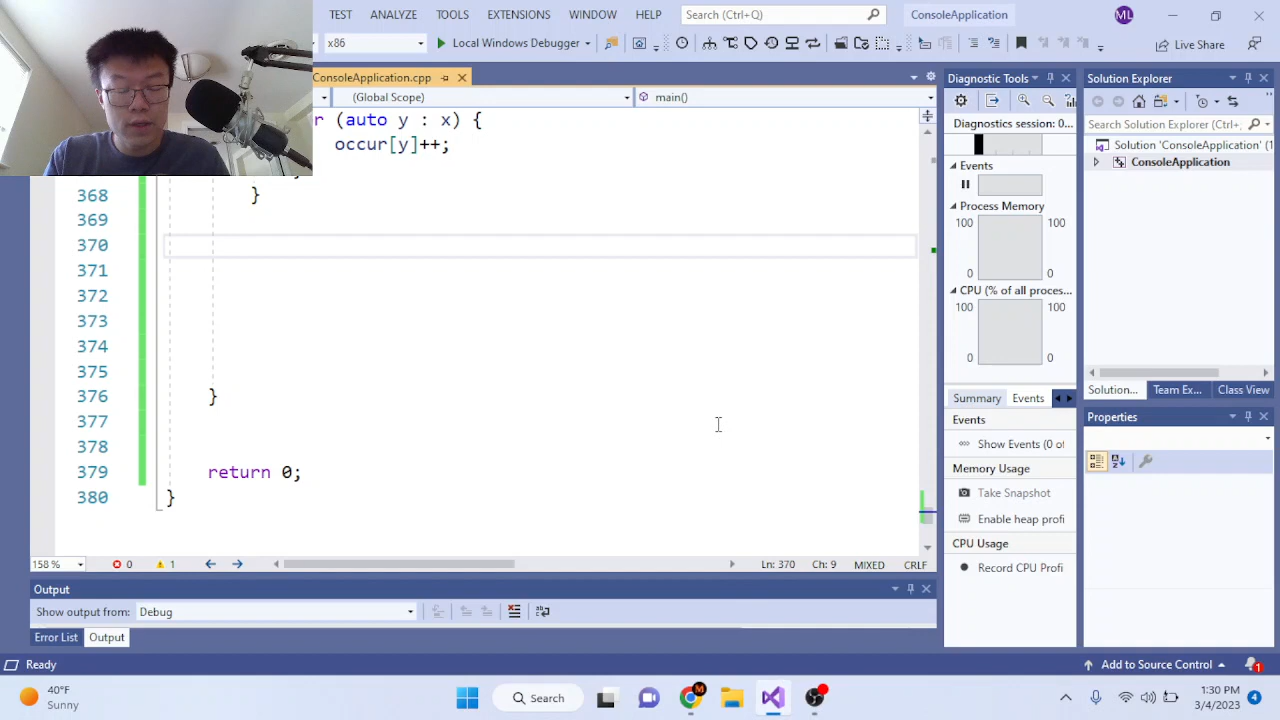 TEST ANALYZE TOOLS EXTENSIONS WINDOW HELP Search (Ctrl+Q) ConsoleApplication ML
x86 Local Windows Debugger Live Share
ConsoleApplication.cpp
(Global Scope) main()
r (auto y : x) {
occur[y]++;
368 }
369
370
371
372
373
374
375
376 }
377
378
379 return 0;
380 }
158 % 0 1 Ln: 370 Ch: 9 MIXED CRLF
Output
Show output from: Debug
Error List Output
Diagnostic Tools
Diagnostics session: 0...
Events
Process Memory
100 100
0 0
CPU (% of all proces...
100 100
0 0
Summary Events
Events
Show Events (0 of
Memory Usage
Take Snapshot
Enable heap profi
CPU Usage
Record CPU Profi
Solution Explorer
Search Solution Explorer (Ctrl+;
Solution 'ConsoleApplication' (1
ConsoleApplication
Solution... Team Ex... Class View
Properties
Ready Add to Source Control 1
40°F
Sunny
Search
M
1:30 PM
3/4/2023 4